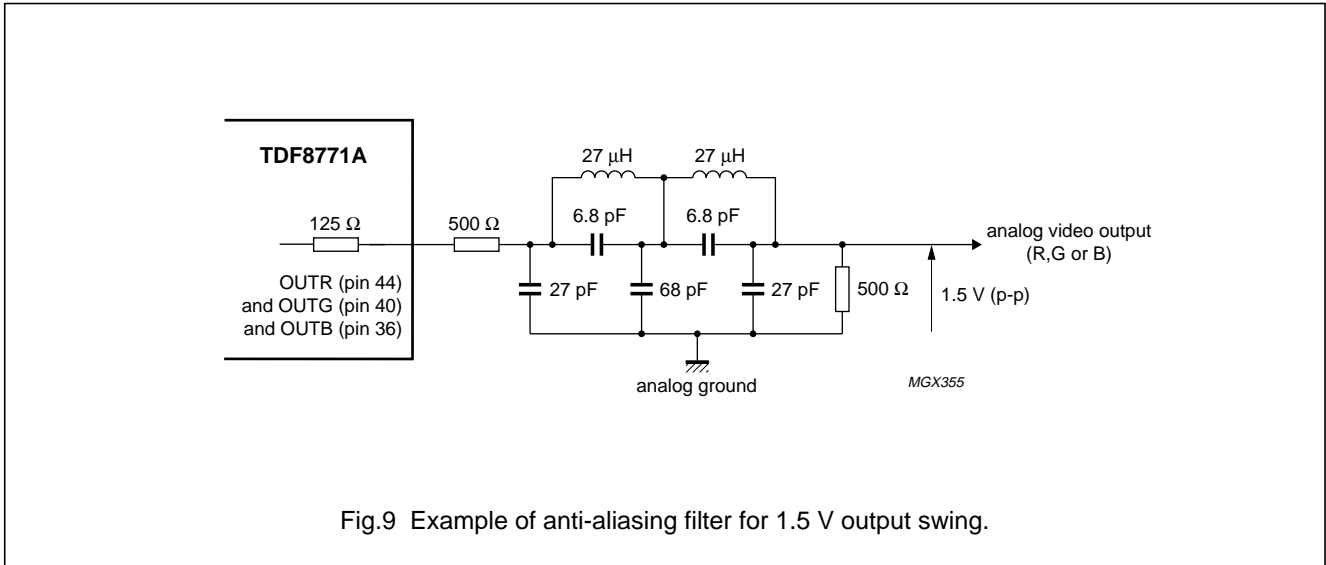 TDF8771A
125 Ω
OUTR (pin 44)
and OUTG (pin 40)
and OUTB (pin 36)
500 Ω
27 μH
27 μH
6.8 pF
6.8 pF
27 pF
68 pF
27 pF
500 Ω
analog video output
(R,G or B)
1.5 V (p-p)
analog ground
MGX355
Fig.9 Example of anti-aliasing filter for 1.5 V output swing.